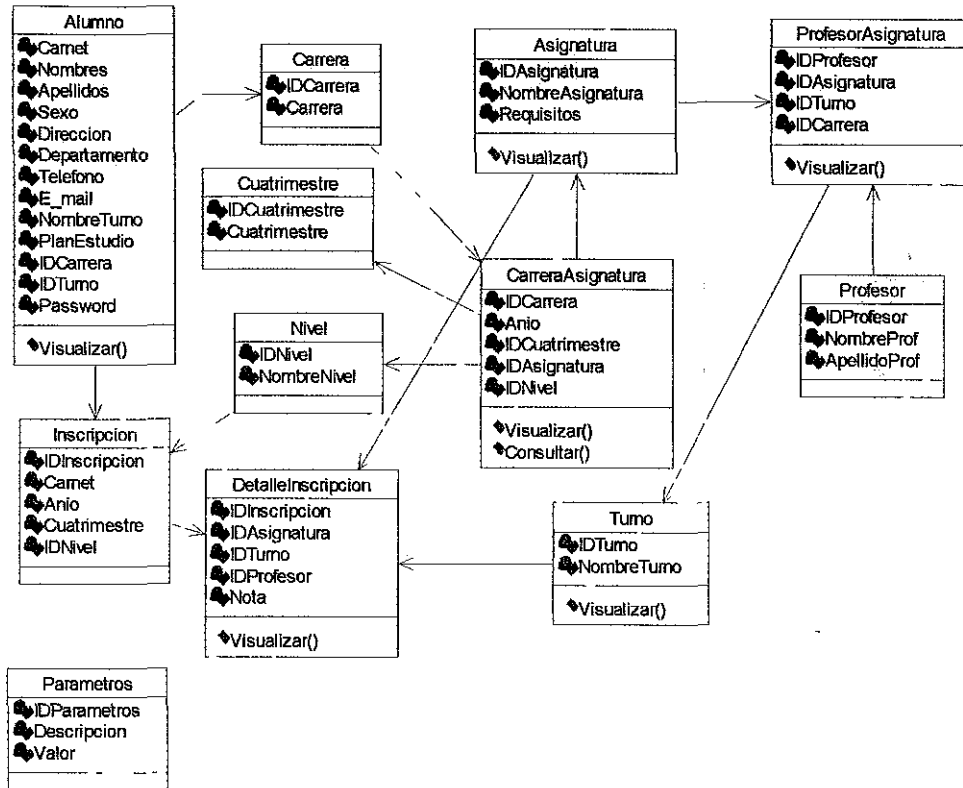 Alumno
Carnet
Nombres
Apellidos
Sexo
Direccion
Departamento
Telefono
E_mail
NombreTurno
PlanEstudio
IDCarrera
IDTurno
Password
Visualizar()
Carrera
IDCarrera
Carrera
Asignatura
IDAsignatura
NombreAsignatura
Requisitos
Visualizar()
ProfesorAsignatura
IDProfesor
IDAsignatura
IDTurno
IDCarrera
Visualizar()
Cuatrimestre
IDCuatrimestre
Cuatrimestre
CarreraAsignatura
IDCarrera
Anio
IDCuatrimestre
IDAsignatura
IDNivel
Visualizar()
Consultar()
Profesor
IDProfesor
NombreProf
ApellidoProf
Nivel
IDNivel
NombreNivel
Inscripcion
IDInscripcion
Carnet
Anio
Cuatrimestre
IDNivel
DetalleInscripcion
IDInscripcion
IDAsignatura
IDTurno
IDProfesor
Nota
Visualizar()
Turno
IDTurno
NombreTurno
Visualizar()
Parametros
IDParametros
Descripcion
Valor